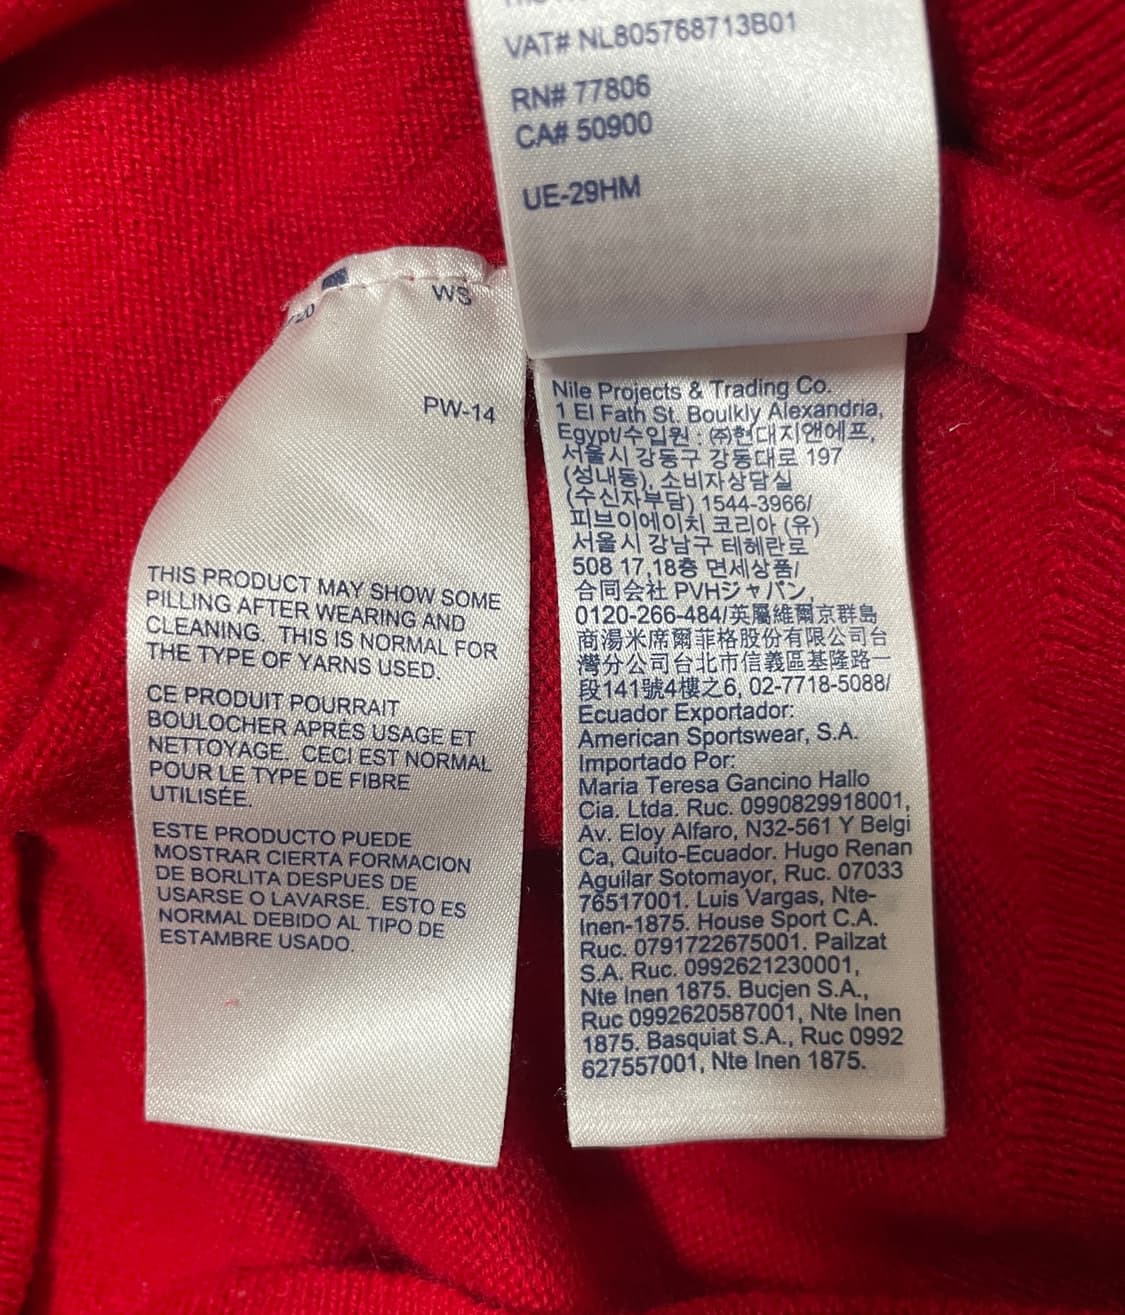 VAT# NL805768713B01
RN# 77806
CA# 50900
UE-29HM
WS
PW-14
THIS PRODUCT MAY SHOW SOME
PILLING AFTER WEARING AND
CLEANING. THIS IS NORMAL FOR
THE TYPE OF YARNS USED.
CE PRODUIT POURRAIT
BOULOCHER APRÈS USAGE ET
NETTOYAGE. CECI EST NORMAL
POUR LE TYPE DE FIBRE
UTILISÉE.
ESTE PRODUCTO PUEDE
MOSTRAR CIERTA FORMACION
DE BORLITA DESPUES DE
USARSE O LAVARSE. ESTO ES
NORMAL DEBIDO AL TIPO DE
ESTAMBRE USADO.
Nile Projects & Trading Co.
1 El Fath St. Boulkly Alexandria,
Egypt/수입원 : ㈜현대지앤에프,
서울시 강동구 강동대로 197
(성내동), 소비자상담실
(수신자부담) 1544-3966/
피브이에이치 코리아 (유)
서울시 강남구 테헤란로
508 17,18층 면세상품/
合同会社 PVHジャパン,
0120-266-484/英屬維爾京群島
商湯米席爾菲格股份有限公司台
灣分公司台北市信義區基隆路一
段141號4樓之6, 02-7718-5088/
Ecuador Exportador:
American Sportswear, S.A.
Importado Por:
Maria Teresa Gancino Hallo
Cia. Ltda. Ruc. 0990829918001,
Av. Eloy Alfaro, N32-561 Y Belgi
Ca, Quito-Ecuador. Hugo Renan
Aguilar Sotomayor, Ruc. 07033
76517001. Luis Vargas, Nte-
Inen-1875. House Sport C.A.
Ruc. 0791722675001. Pailzat
S.A. Ruc. 0992621230001,
Nte Inen 1875. Bucjen S.A.,
Ruc 0992620587001, Nte Inen
1875. Basquiat S.A., Ruc 0992
627557001, Nte Inen 1875.